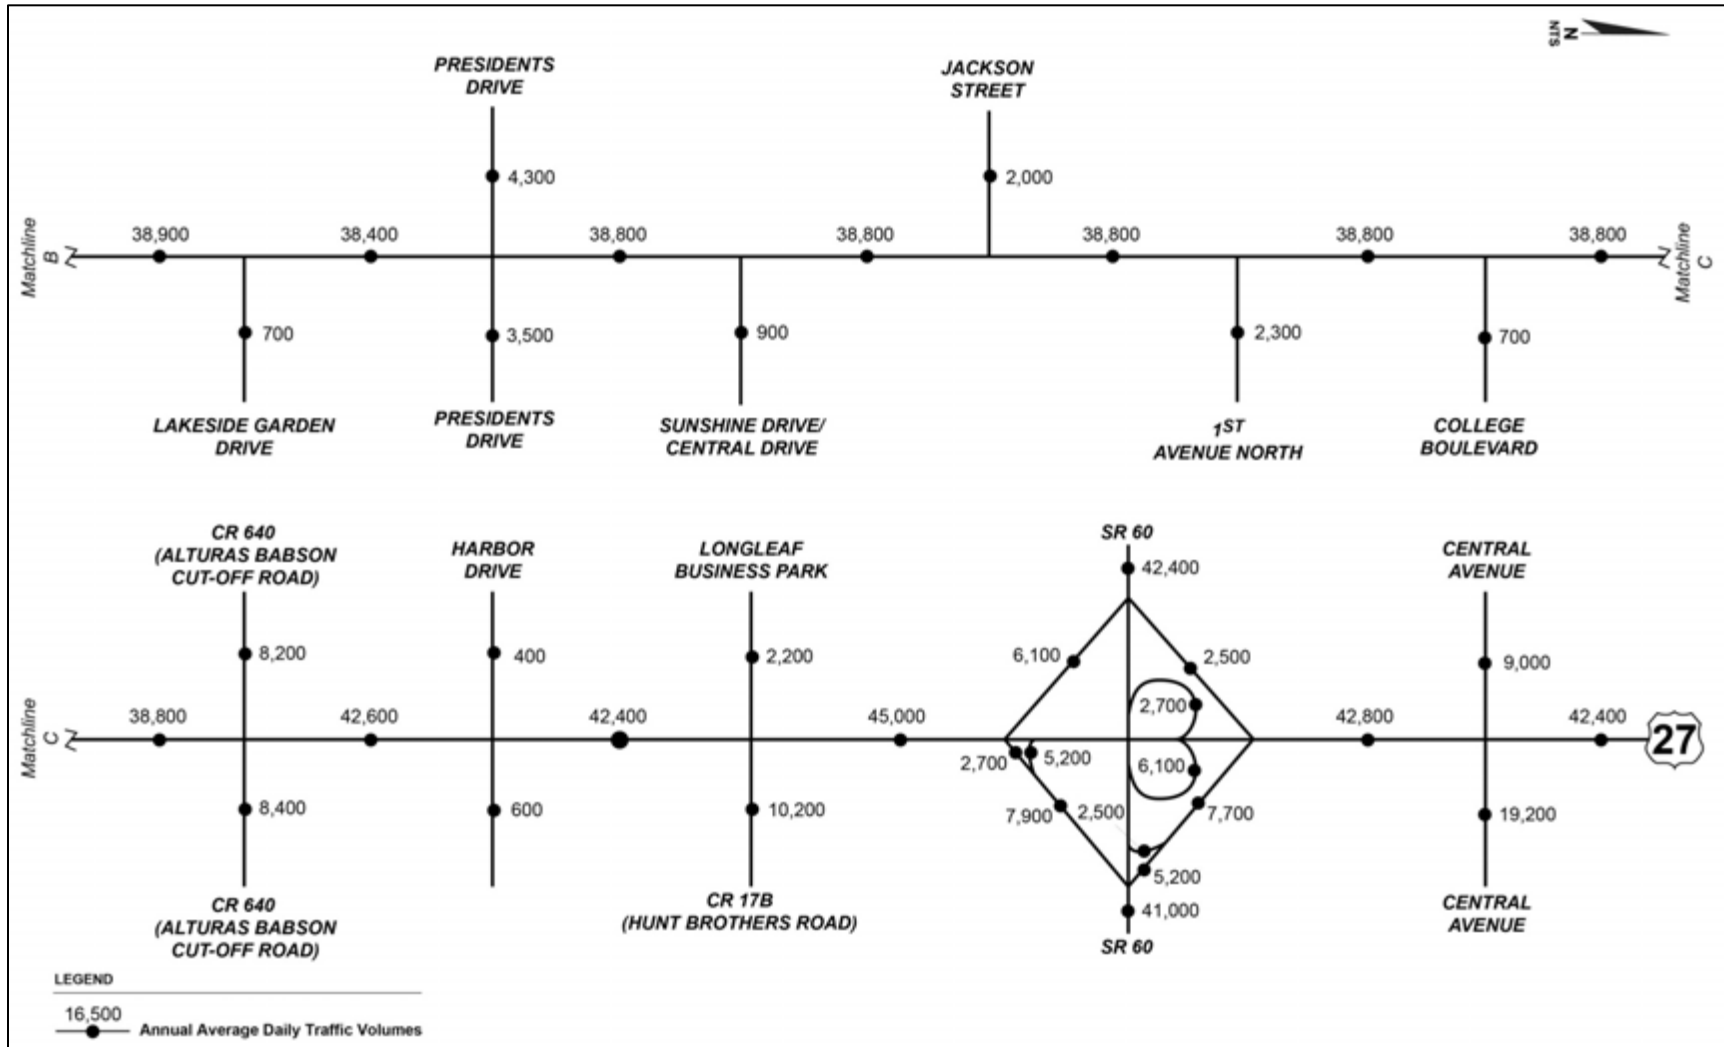 N
NTS
PRESIDENTS
DRIVE
JACKSON
STREET
4,300
2,000
Matchline
B
38,900
38,400
38,800
38,800
38,800
38,800
38,800
Matchline
C
700
3,500
900
2,300
700
LAKESIDE GARDEN
DRIVE
PRESIDENTS
DRIVE
SUNSHINE DRIVE/
CENTRAL DRIVE
1ST
AVENUE NORTH
COLLEGE
BOULEVARD
CR 640
(ALTURAS BABSON
CUT-OFF ROAD)
HARBOR
DRIVE
LONGLEAF
BUSINESS PARK
SR 60
CENTRAL
AVENUE
42,400
8,200
400
2,200
6,100
2,500
9,000
2,700
Matchline
C
38,800
42,600
42,400
45,000
42,800
42,400
27
2,700
5,200
6,100
8,400
600
10,200
7,900
2,500
7,700
19,200
5,200
41,000
CR 640
(ALTURAS BABSON
CUT-OFF ROAD)
CR 17B
(HUNT BROTHERS ROAD)
SR 60
CENTRAL
AVENUE
LEGEND
16,500
Annual Average Daily Traffic Volumes